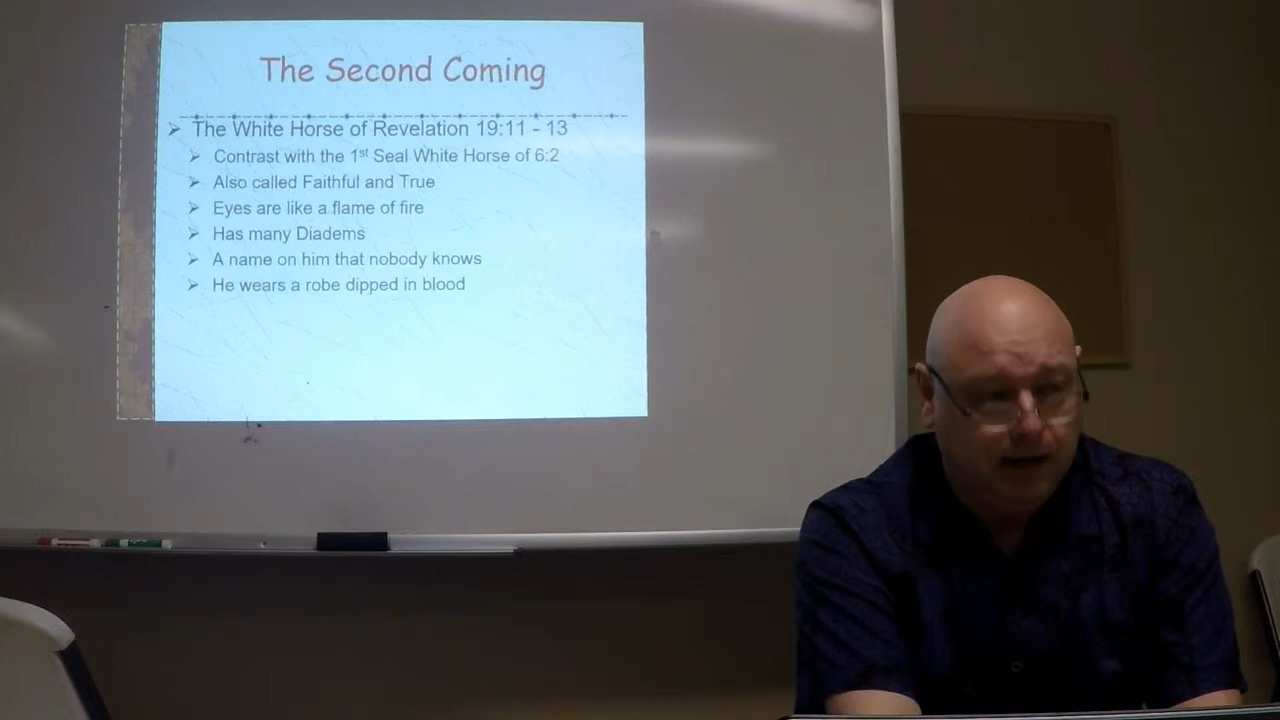 The Second Coming
The White Horse of Revelation 19:11 - 13
Contrast with the 1st Seal White Horse of 6:2
Also called Faithful and True
Eyes are like a flame of fire
Has many Diadems
A name on him that nobody knows
He wears a robe dipped in blood